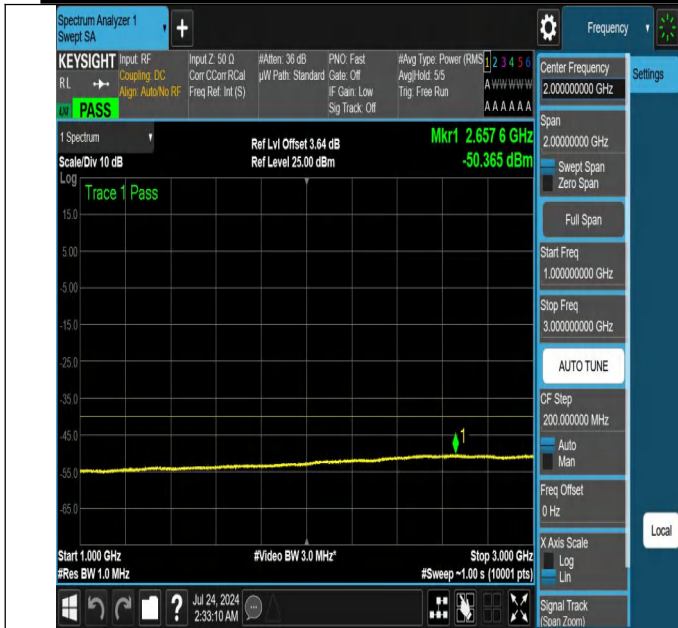 Spectrum Analyzer 1
Swept SA
+
Frequency
KEYSIGHT
RL
LXI
PASS
Input: RF
Coupling: DC
Align: Auto/No RF
Input Z: 50 Ω
Corr CCorr RCal
Freq Ref: Int (S)
#Atten: 36 dB
µW Path: Standard
PNO: Fast
Gate: Off
IF Gain: Low
Sig Track: Off
#Avg Type: Power (RMS
Avg|Hold: 5/5
Trig: Free Run
1 2 3 4 5 6
A W W W W W
A A A A A A
1 Spectrum
Scale/Div 10 dB
Ref Lvl Offset 3.64 dB
Ref Level 25.00 dBm
Mkr1 2.657 6 GHz
-50.365 dBm
Log
Trace 1 Pass
15.0
5.00
-5.00
-15.0
-25.0
-35.0
-45.0
-55.0
-65.0
1
Start 1.000 GHz
#Res BW 1.0 MHz
#Video BW 3.0 MHz*
Stop 3.000 GHz
#Sweep ~1.00 s (10001 pts)
Jul 24, 2024
2:33:10 AM
?
Center Frequency
2.00000000 GHz
Settings
Span
2.00000000 GHz
Swept Span
Zero Span
Full Span
Start Freq
1.000000000 GHz
Stop Freq
3.000000000 GHz
AUTO TUNE
CF Step
200.000000 MHz
Auto
Man
Freq Offset
0 Hz
X Axis Scale
Log
Lin
Local
Signal Track
(Span Zoom)